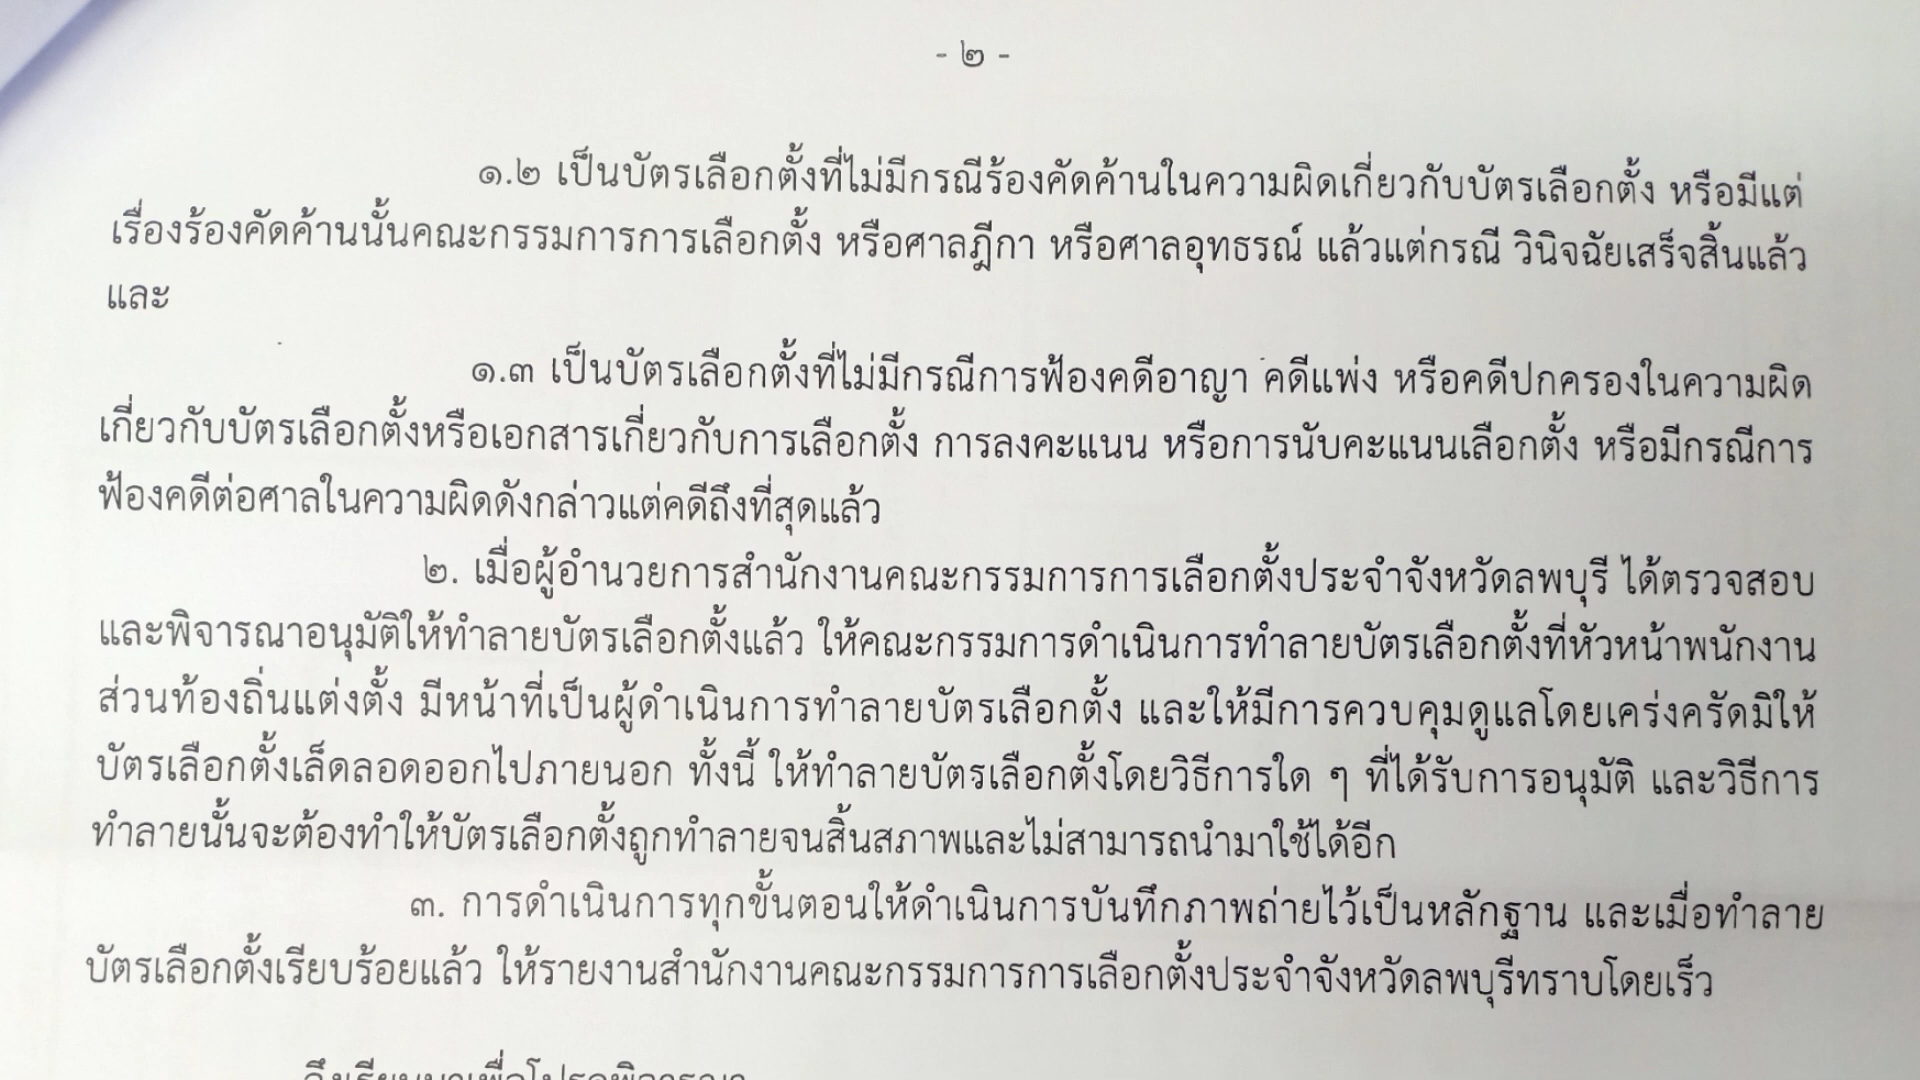 - ๒ -
๑.๒ เป็นบัตรเลือกตั้งที่ไม่มีกรณีร้องคัดค้านในความผิดเกี่ยวกับบัตรเลือกตั้ง หรือมีแต่
เรื่องร้องคัดค้านนั้นคณะกรรมการการเลือกตั้ง หรือศาลฎีกา หรือศาลอุทธรณ์ แล้วแต่กรณี วินิจฉัยเสร็จสิ้นแล้ว
และ
๑.๓ เป็นบัตรเลือกตั้งที่ไม่มีกรณีการฟ้องคดีอาญา คดีแพ่ง หรือคดีปกครองในความผิด
เกี่ยวกับบัตรเลือกตั้งหรือเอกสารเกี่ยวกับการเลือกตั้ง การลงคะแนน หรือการนับคะแนนเลือกตั้ง หรือมีกรณีการ
ฟ้องคดีต่อศาลในความผิดดังกล่าวแต่คดีถึงที่สุดแล้ว
๒. เมื่อผู้อำนวยการสำนักงานคณะกรรมการการเลือกตั้งประจำจังหวัดลพบุรี ได้ตรวจสอบ
และพิจารณาอนุมัติให้ทำลายบัตรเลือกตั้งแล้ว ให้คณะกรรมการดำเนินการทำลายบัตรเลือกตั้งที่หัวหน้าพนักงาน
ส่วนท้องถิ่นแต่งตั้ง มีหน้าที่เป็นผู้ดำเนินการทำลายบัตรเลือกตั้ง และให้มีการควบคุมดูแลโดยเคร่งครัดมิให้
บัตรเลือกตั้งเล็ดลอดออกไปภายนอก ทั้งนี้ ให้ทำลายบัตรเลือกตั้งโดยวิธีการใด ๆ ที่ได้รับการอนุมัติ และวิธีการ
ทำลายนั้นจะต้องทำให้บัตรเลือกตั้งถูกทำลายจนสิ้นสภาพและไม่สามารถนำมาใช้ได้อีก
๓. การดำเนินการทุกขั้นตอนให้ดำเนินการบันทึกภาพถ่ายไว้เป็นหลักฐาน และเมื่อทำลาย
บัตรเลือกตั้งเรียบร้อยแล้ว ให้รายงานสำนักงานคณะกรรมการการเลือกตั้งประจำจังหวัดลพบุรีทราบโดยเร็ว
จึงเรียนมาเพื่อโปรดพิจารณา